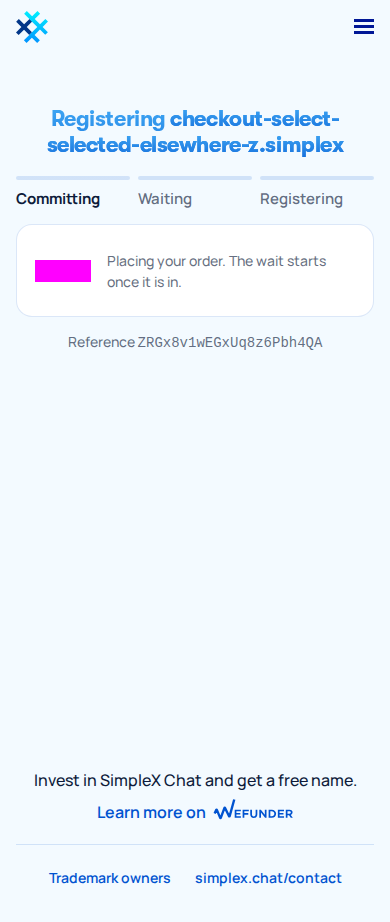 Registering checkout-select-
selected-elsewhere-z.simplex
Committing
Waiting
Registering
Placing your order. The wait starts
once it is in.
Reference ZRGx8v1wEGxUq8z6Pbh4QA
Invest in SimpleX Chat and get a free name.
Learn more on WEFUNDER
Trademark owners
simplex.chat/contact